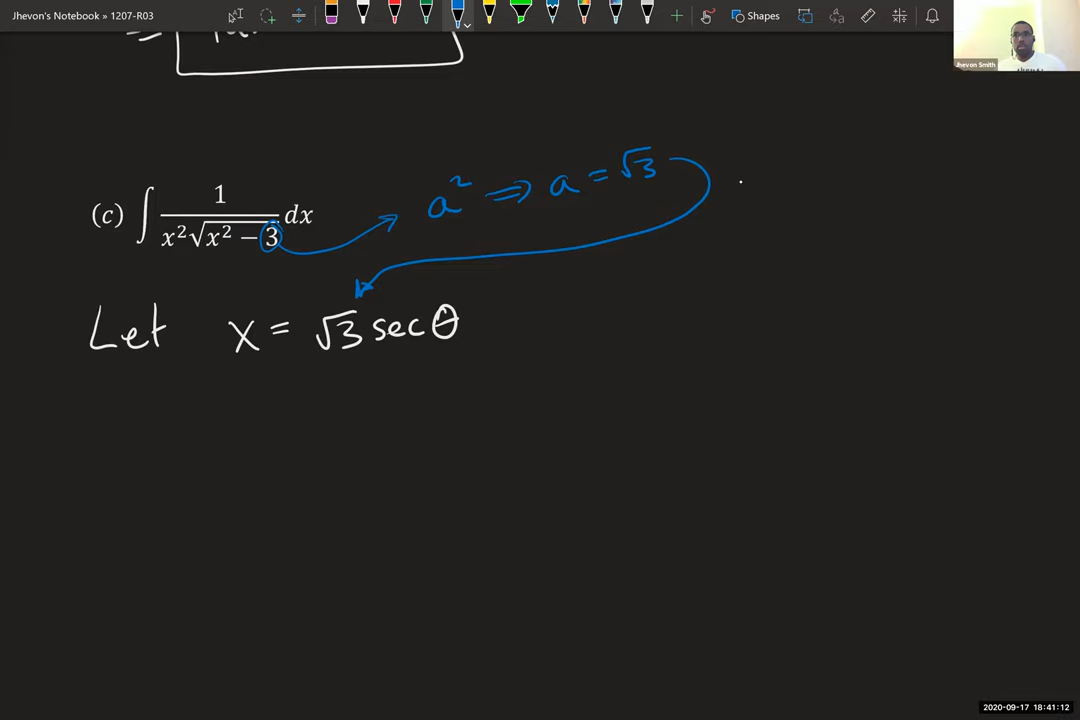 Jhevon's Notebook » 1207-R03
Shapes
Jhevon Smith
=
(c) ∫ 1/(x²√(x² − 3)) dx
a² ⟹ a = √3
Let x = √3 sec θ
2020-09-17 18:41:12